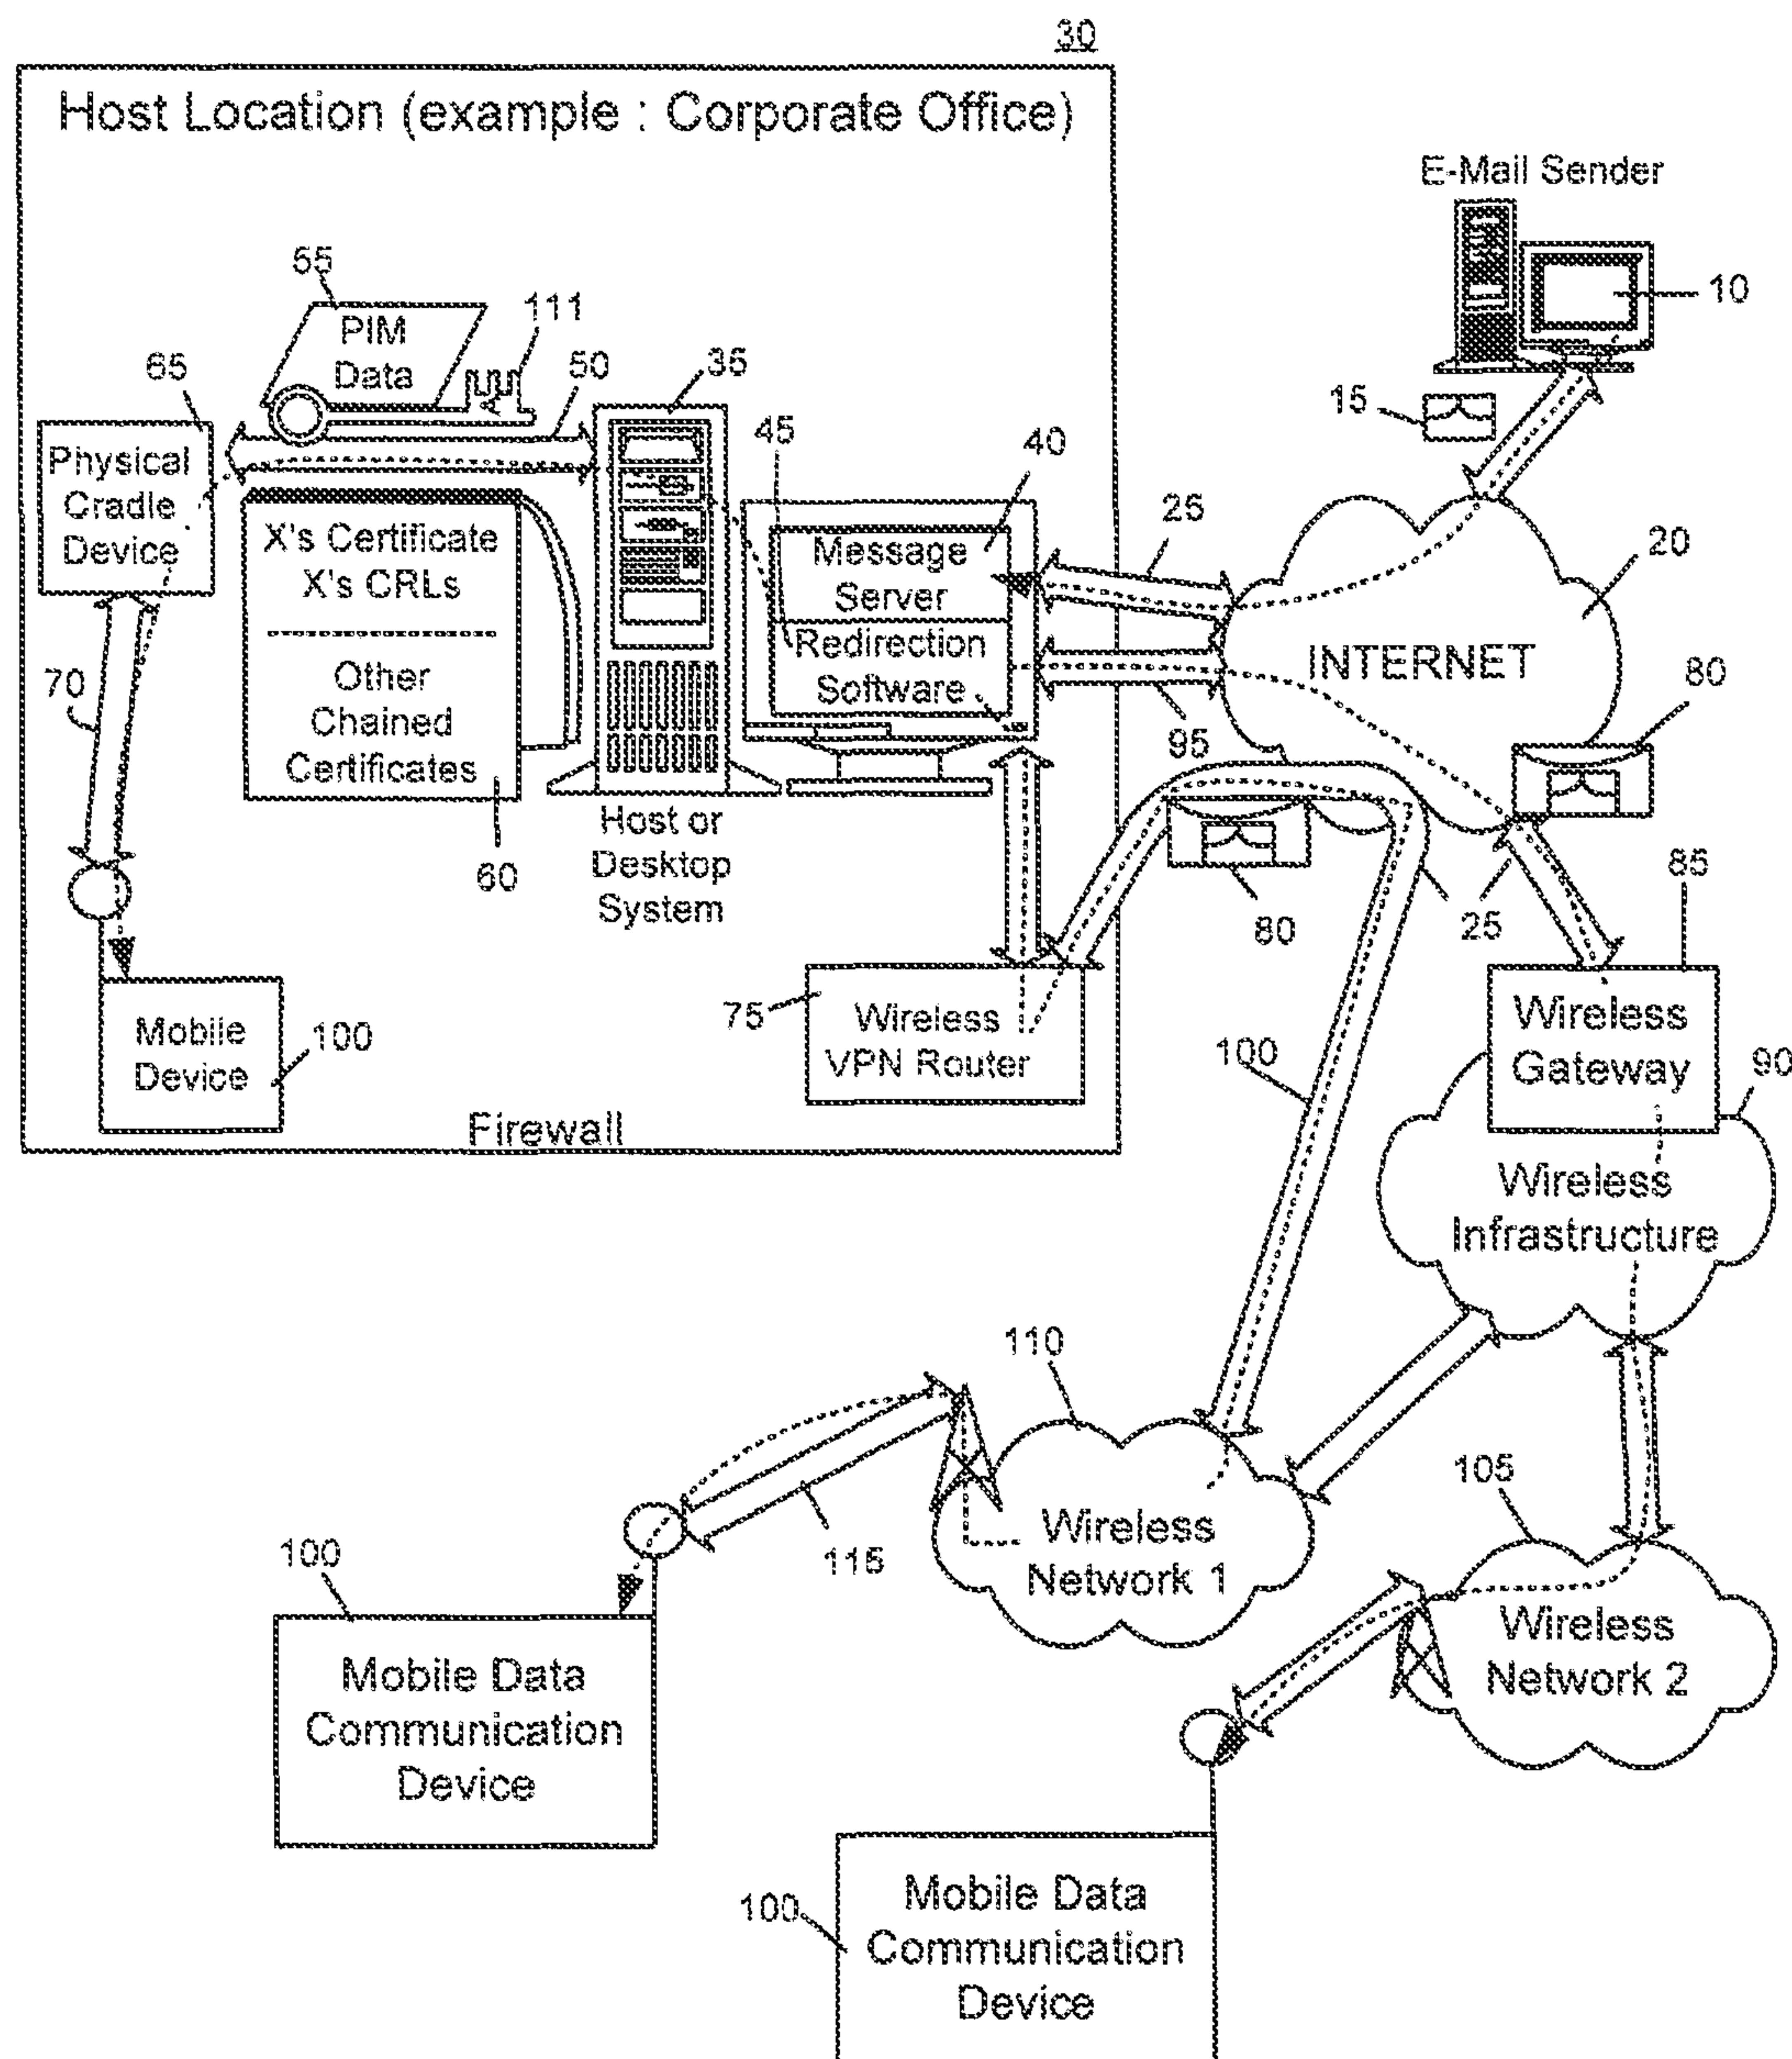 30
Host Location (example : Corporate Office)
E-Mail Sender
10
15
55
PIM
Data
111
65
50
35
Physical
Cradle
Device
45
40
Message
Server
Redirection
Software
25
20
INTERNET
X's Certificate
X's CRLs
Other
Chained
Certificates
60
70
95
80
80
Host or
Desktop
System
25
85
Mobile
Device
100
75
Wireless
VPN Router
Firewall
100
Wireless
Gateway
90
Wireless
Infrastructure
110
Wireless
Network 1
115
105
Wireless
Network 2
100
Mobile Data
Communication
Device
100
Mobile Data
Communication
Device